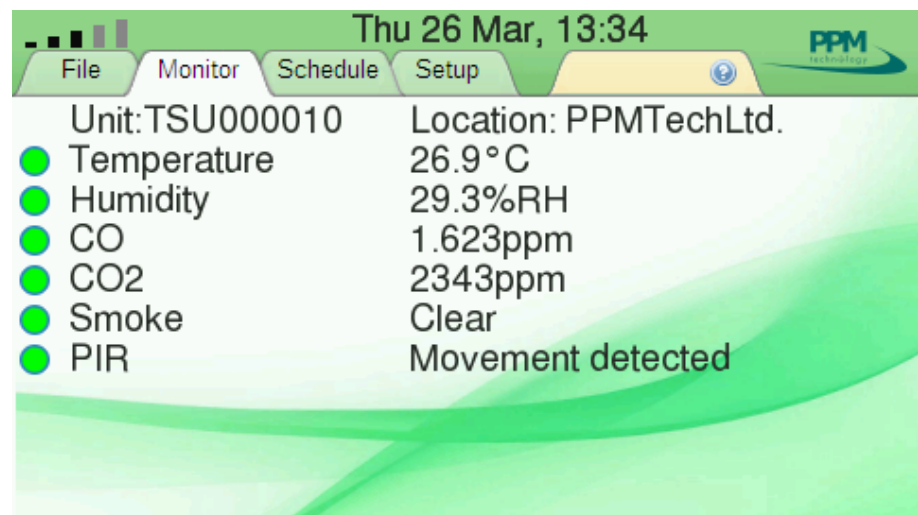 Thu 26 Mar, 13:34
PPM
technology
File Monitor Schedule Setup ?
Unit:TSU000010 Location: PPMTechLtd.
Temperature 26.9°C
Humidity 29.3%RH
CO 1.623ppm
CO2 2343ppm
Smoke Clear
PIR Movement detected